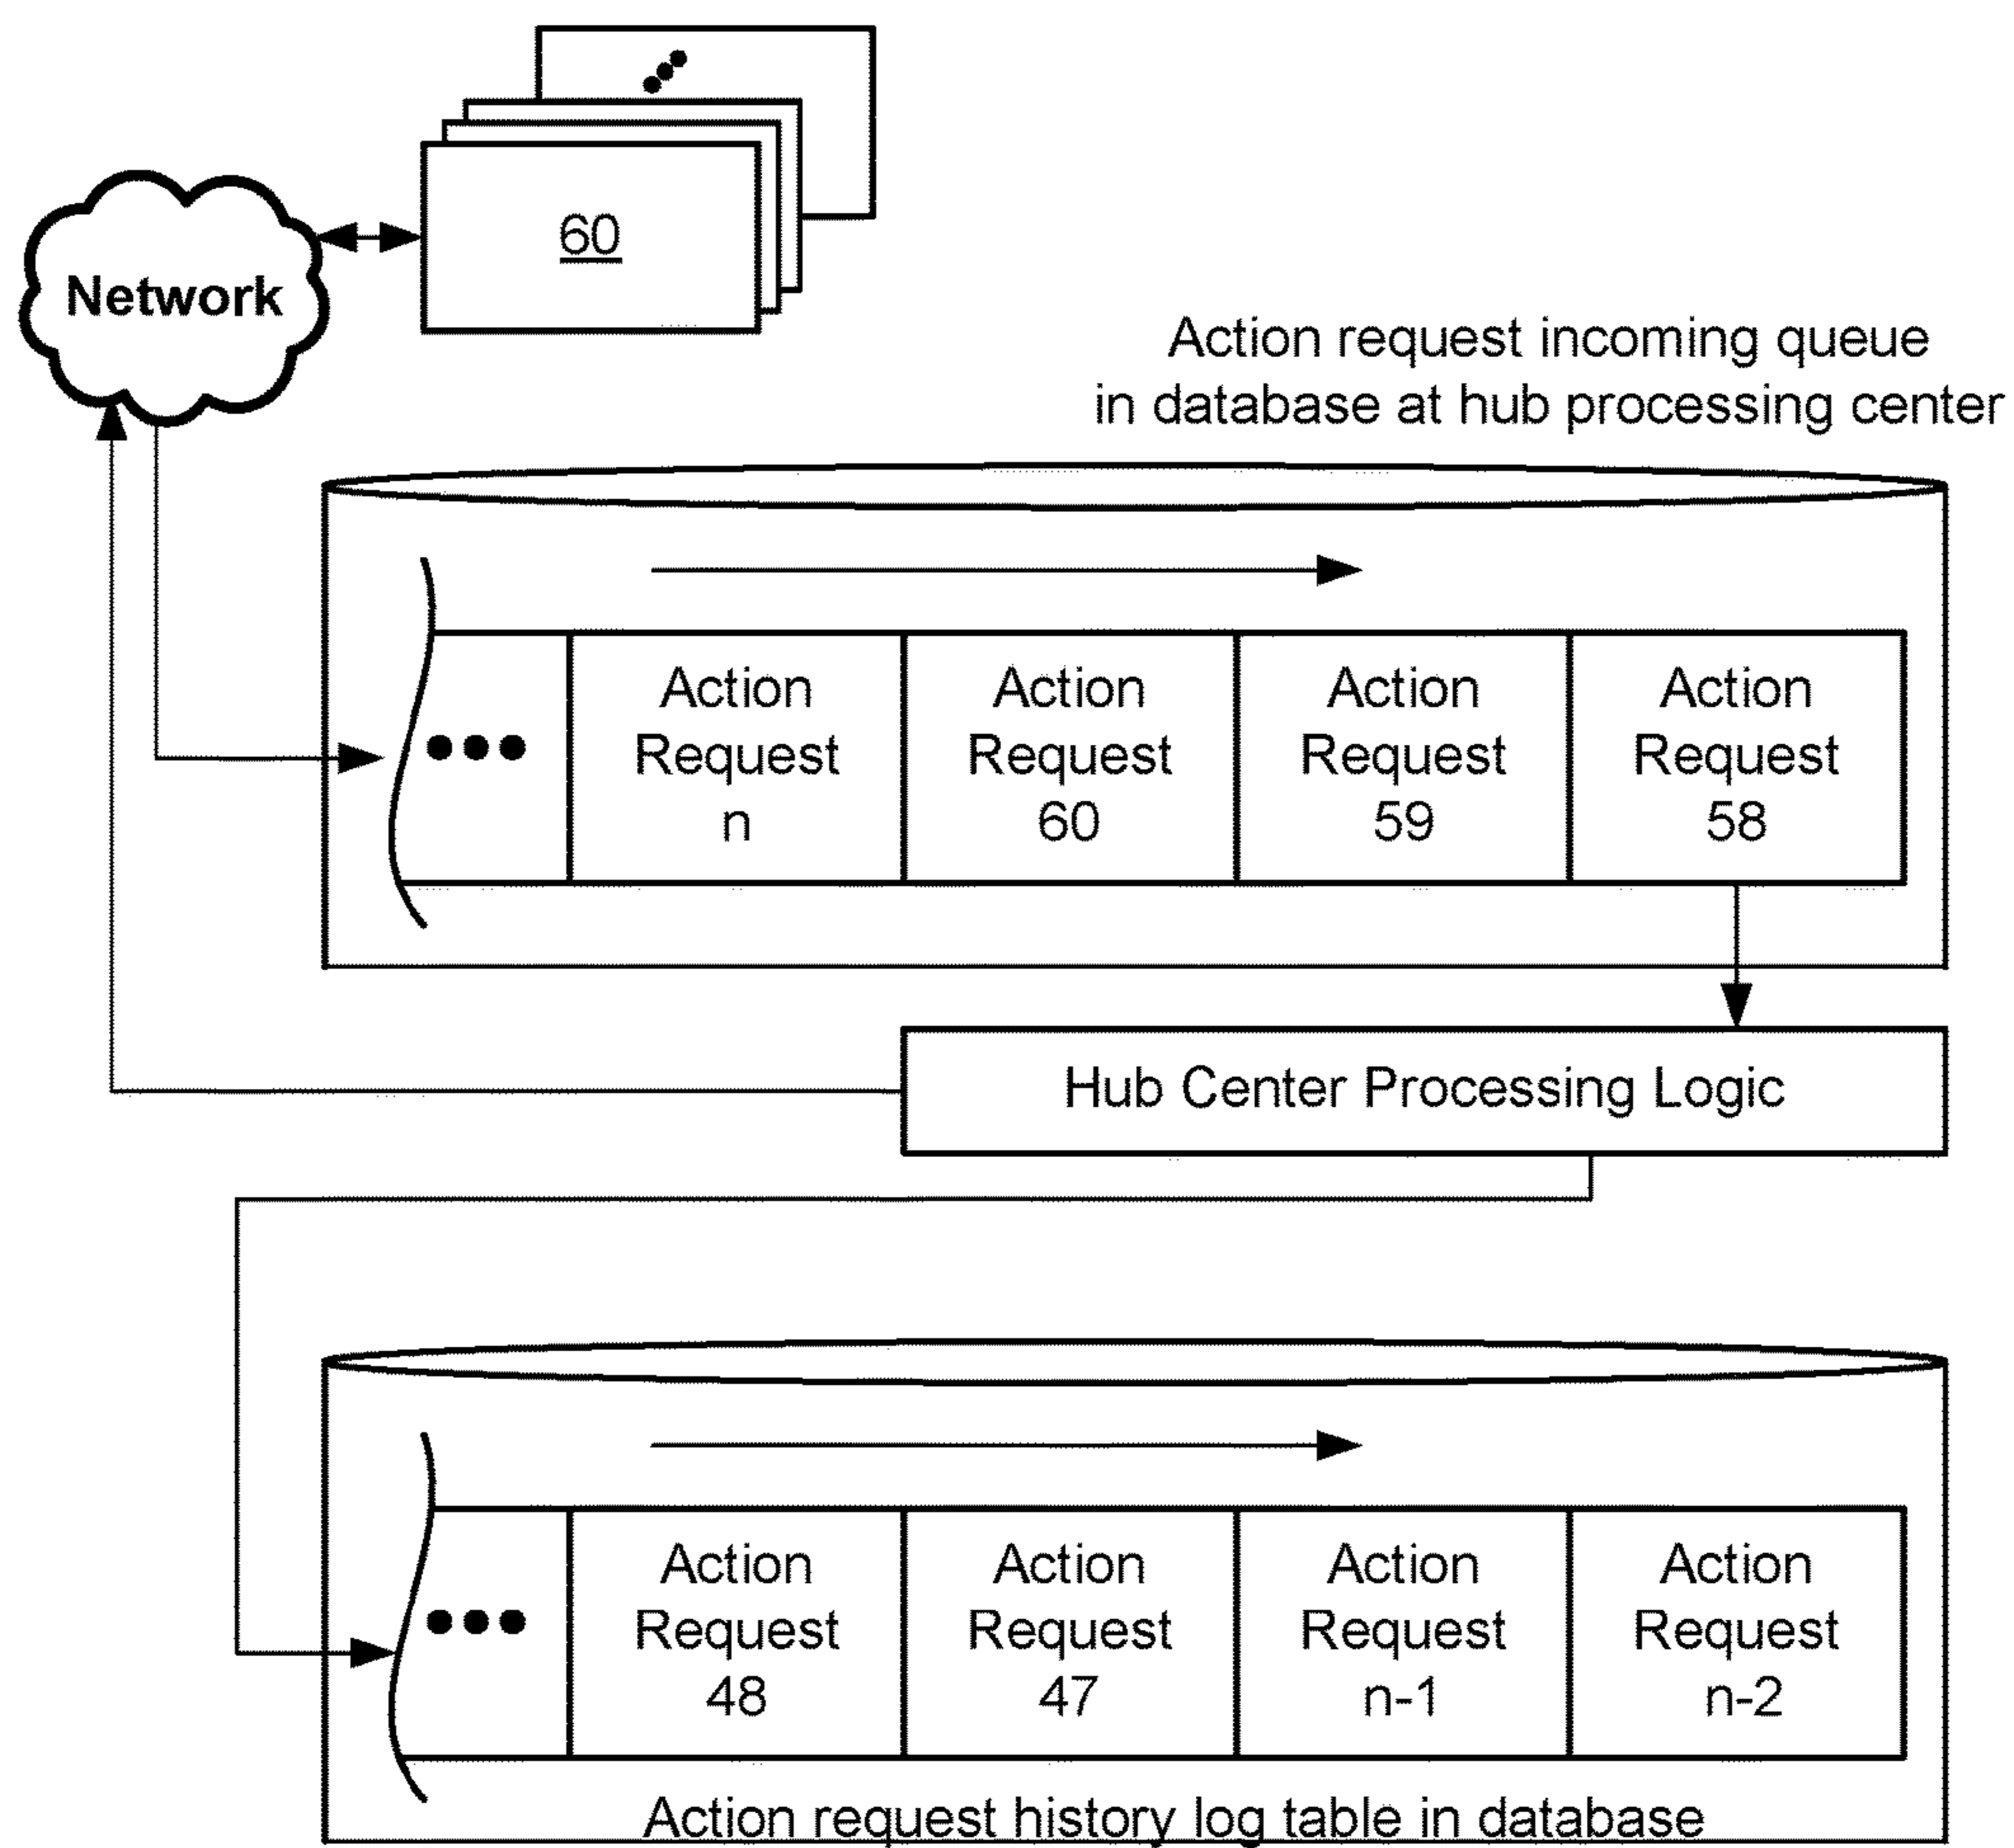 60
Network
Action request incoming queue
in database at hub processing center
Action Request n
Action Request 60
Action Request 59
Action Request 58
Hub Center Processing Logic
Action Request 48
Action Request 47
Action Request n-1
Action Request n-2
Action request history log table in database